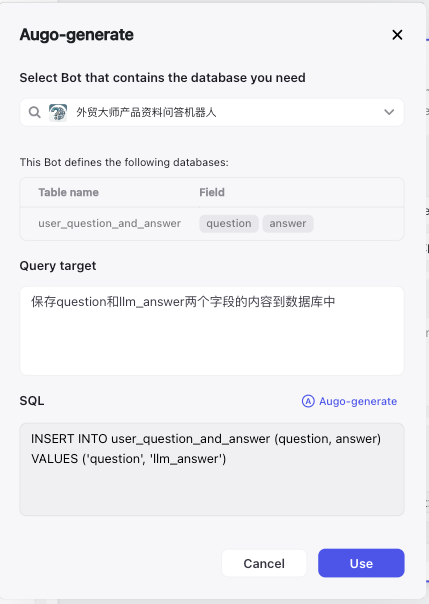 Augo-generate
Select Bot that contains the database you need
外贸大师产品资料问答机器人
This Bot defines the following databases:
Table name Field
user_question_and_answer question answer
Query target
保存question和llm_answer两个字段的内容到数据库中
SQL Augo-generate
INSERT INTO user_question_and_answer (question, answer)
VALUES ('question', 'llm_answer')
Cancel Use